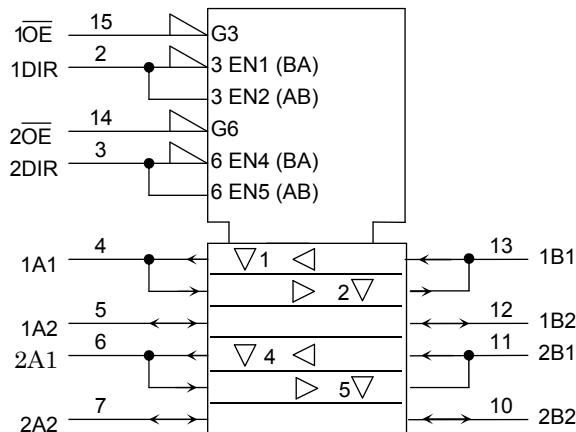 1O̅E̅ 15 G3
1DIR 2 3 EN1 (BA)
3 EN2 (AB)
2O̅E̅ 14 G6
2DIR 3 6 EN4 (BA)
6 EN5 (AB)
1A1 4 1 13 1B1
2
1A2 5 12 1B2
2A1 6 4 11 2B1
5
2A2 7 10 2B2